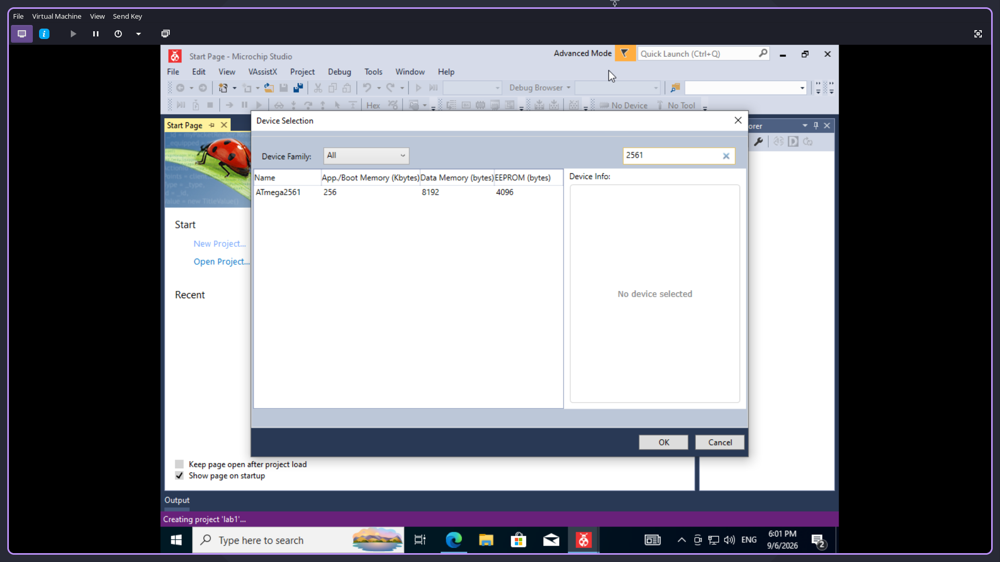 File Virtual Machine View Send Key
Start Page - Microchip Studio
Advanced Mode
Quick Launch (Ctrl+Q)
File Edit View VAssistX Project Debug Tools Window Help
Debug Browser
Hex
No Device
No Tool
Start Page
orer
Device Selection
Device Family: All
2561
Name App./Boot Memory (Kbytes) Data Memory (bytes) EEPROM (bytes)
ATmega2561 256 8192 4096
Device Info:
No device selected
Start
New Project...
Open Project...
Recent
OK Cancel
Keep page open after project load
Show page on startup
Output
Creating project 'lab1'...
Type here to search
ENG
6:01 PM
9/6/2026
2